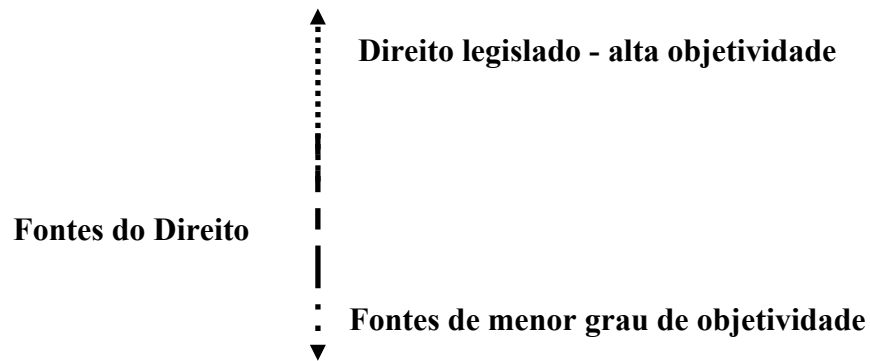 Direito legislado - alta objetividade
Fontes do Direito
Fontes de menor grau de objetividade